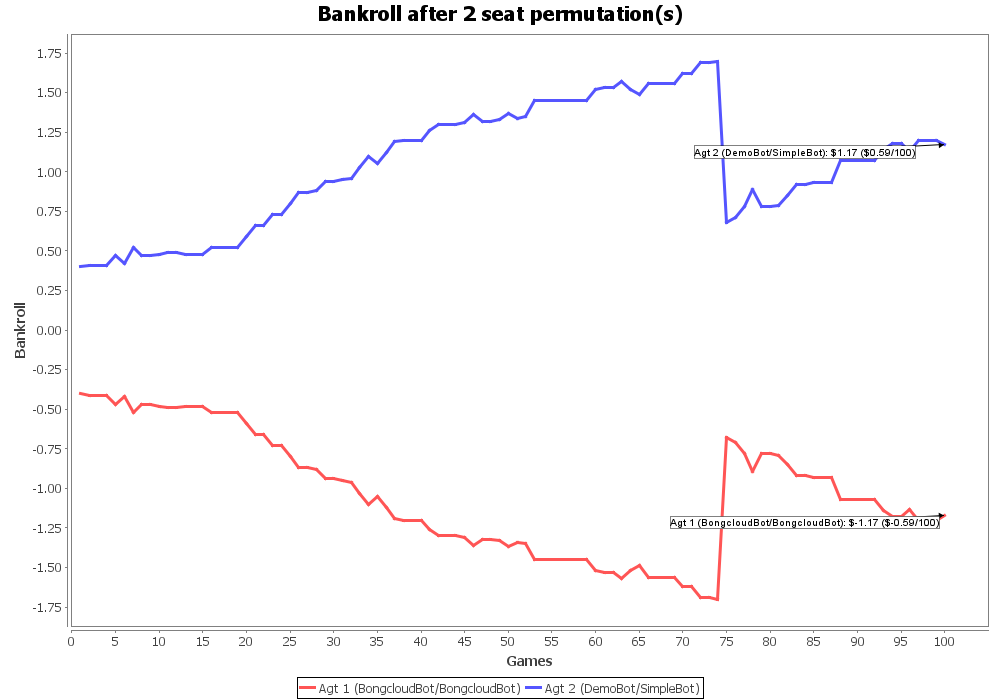 Bankroll after 2 seat permutation(s)
Bankroll
1.75
1.50
1.25
1.00
0.75
0.50
0.25
0.00
-0.25
-0.50
-0.75
-1.00
-1.25
-1.50
-1.75
Agt 2 (DemoBot/SimpleBot): $1.17 ($0.59/100)
Agt 1 (BongcloudBot/BongcloudBot): $-1.17 ($-0.59/100)
0 5 10 15 20 25 30 35 40 45 50 55 60 65 70 75 80 85 90 95 100
Games
Agt 1 (BongcloudBot/BongcloudBot) Agt 2 (DemoBot/SimpleBot)